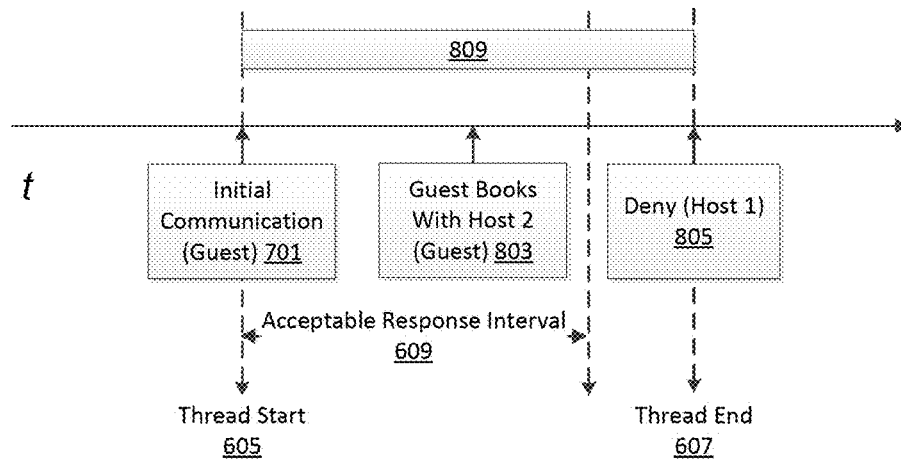 809
t
Initial
Communication
(Guest) 701
Guest Books
With Host 2
(Guest) 803
Deny (Host 1)
805
Acceptable Response Interval
609
Thread Start
605
Thread End
607